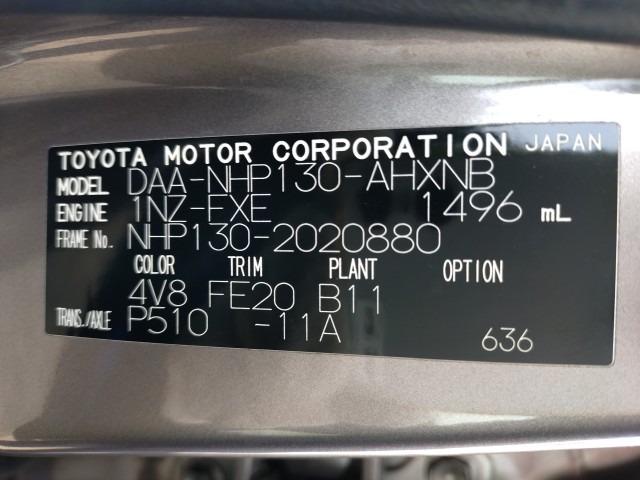 TOYOTA MOTOR CORPORATION JAPAN
MODEL DAA-NHP130-AHXNB
ENGINE 1NZ-FXE 1496 mL
FRAME No. NHP130-2020880
COLOR TRIM PLANT OPTION
4V8 FE20 B11
TRANS./AXLE P510 -11A
636